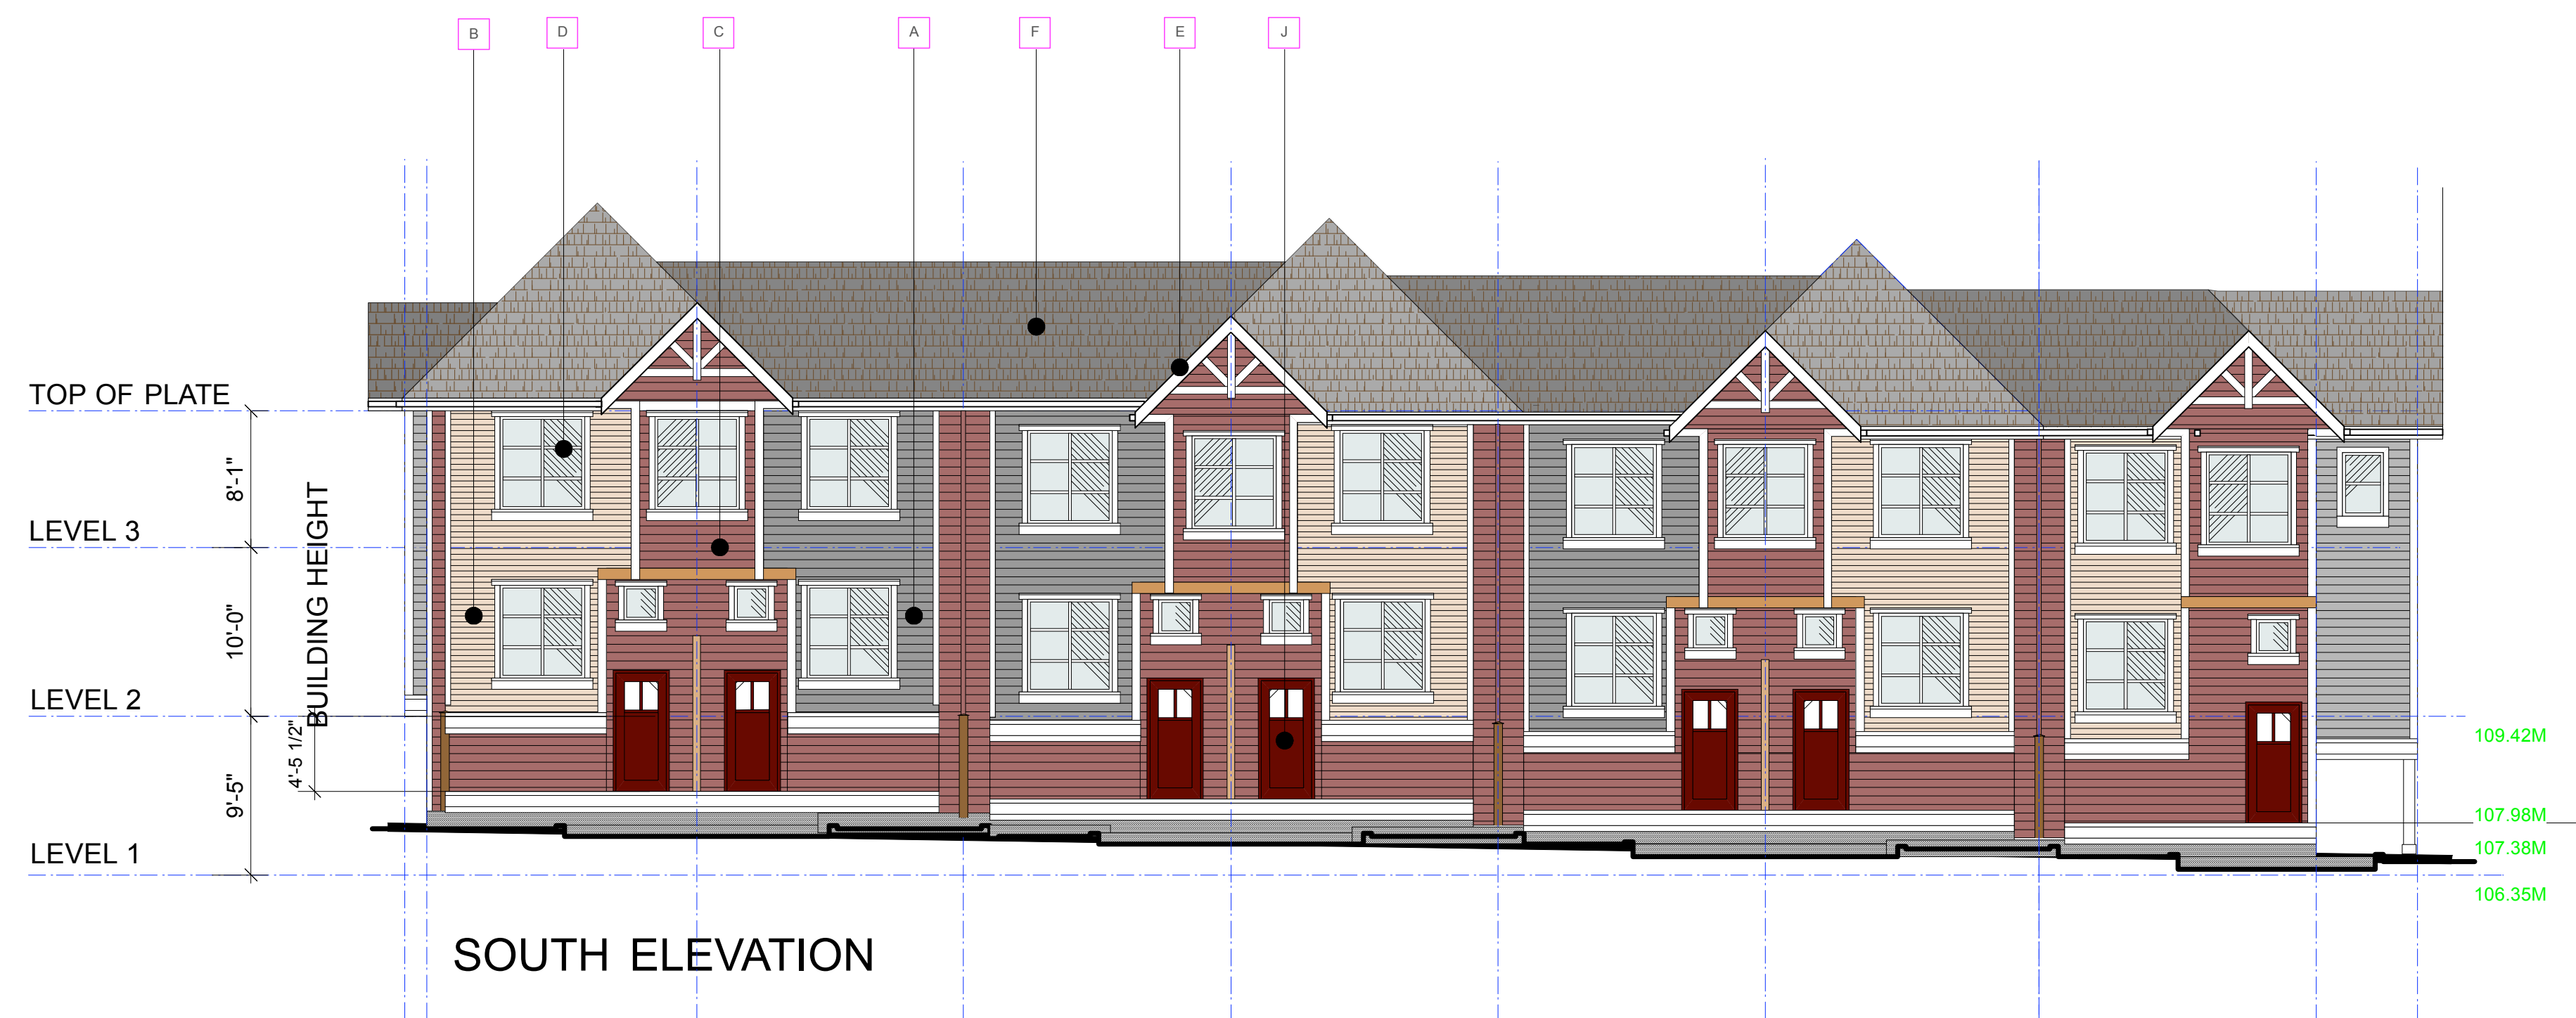 B D C A F E J
TOP OF PLATE
8'-1"
LEVEL 3
BUILDING HEIGHT
10'-0"
LEVEL 2
4'-5 1/2"
109.42M
9'-5"
107.98M
107.38M
LEVEL 1
106.35M
SOUTH ELEVATION